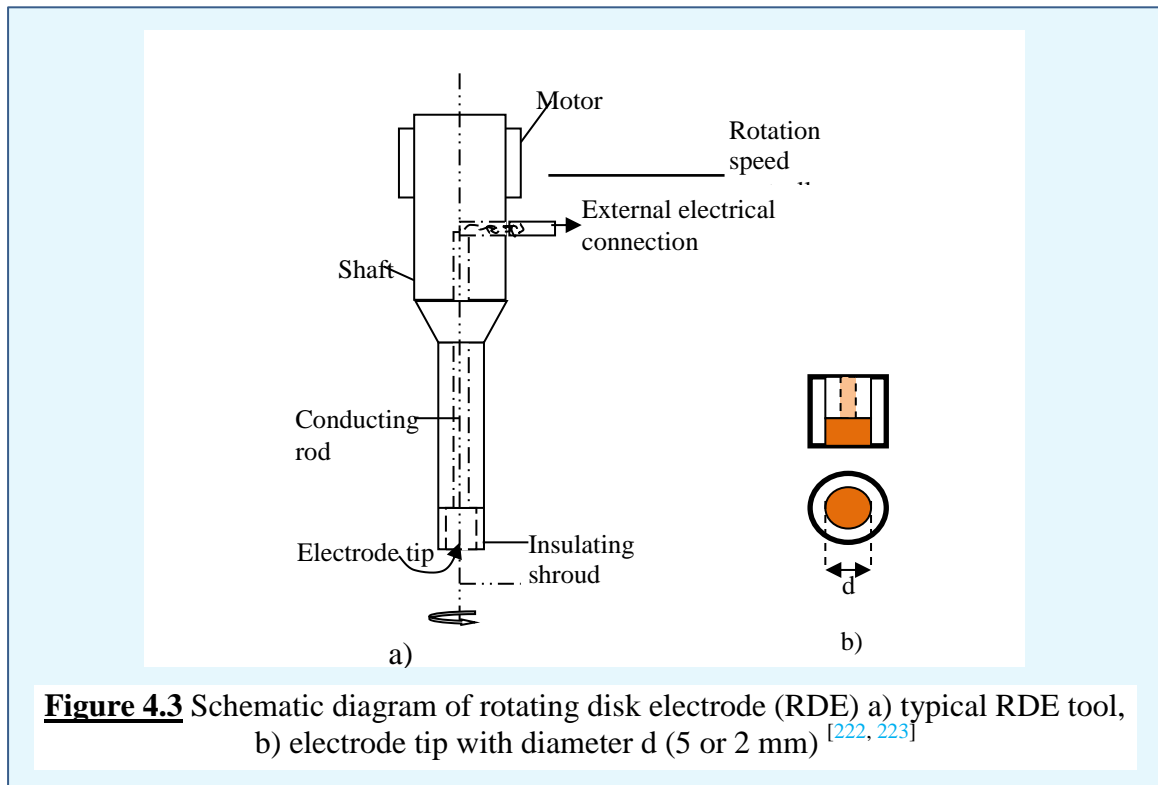 Motor
Rotation
speed
External electrical
connection
Shaft
Conducting
rod
Electrode tip
Insulating
shroud
d
a)
b)
Figure 4.3 Schematic diagram of rotating disk electrode (RDE) a) typical RDE tool,
b) electrode tip with diameter d (5 or 2 mm) [222, 223]